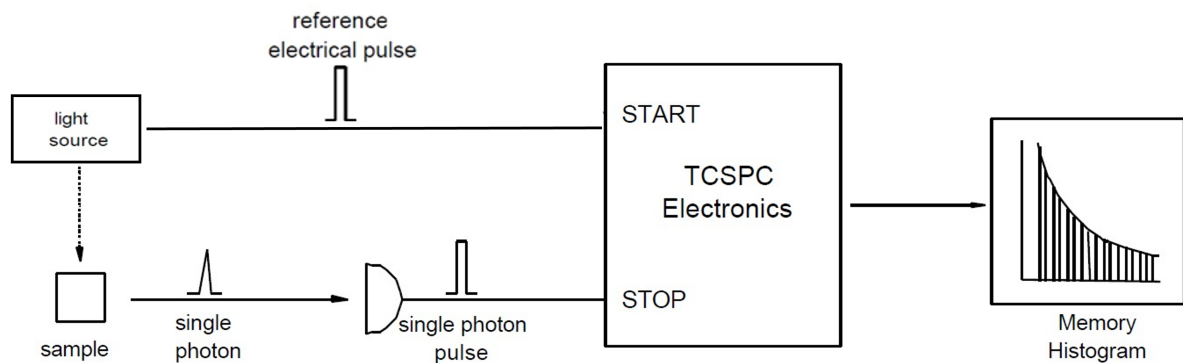 reference
electrical pulse
light
source
START
TCSPC
Electronics
STOP
single
photon
single photon
pulse
sample
Memory
Histogram